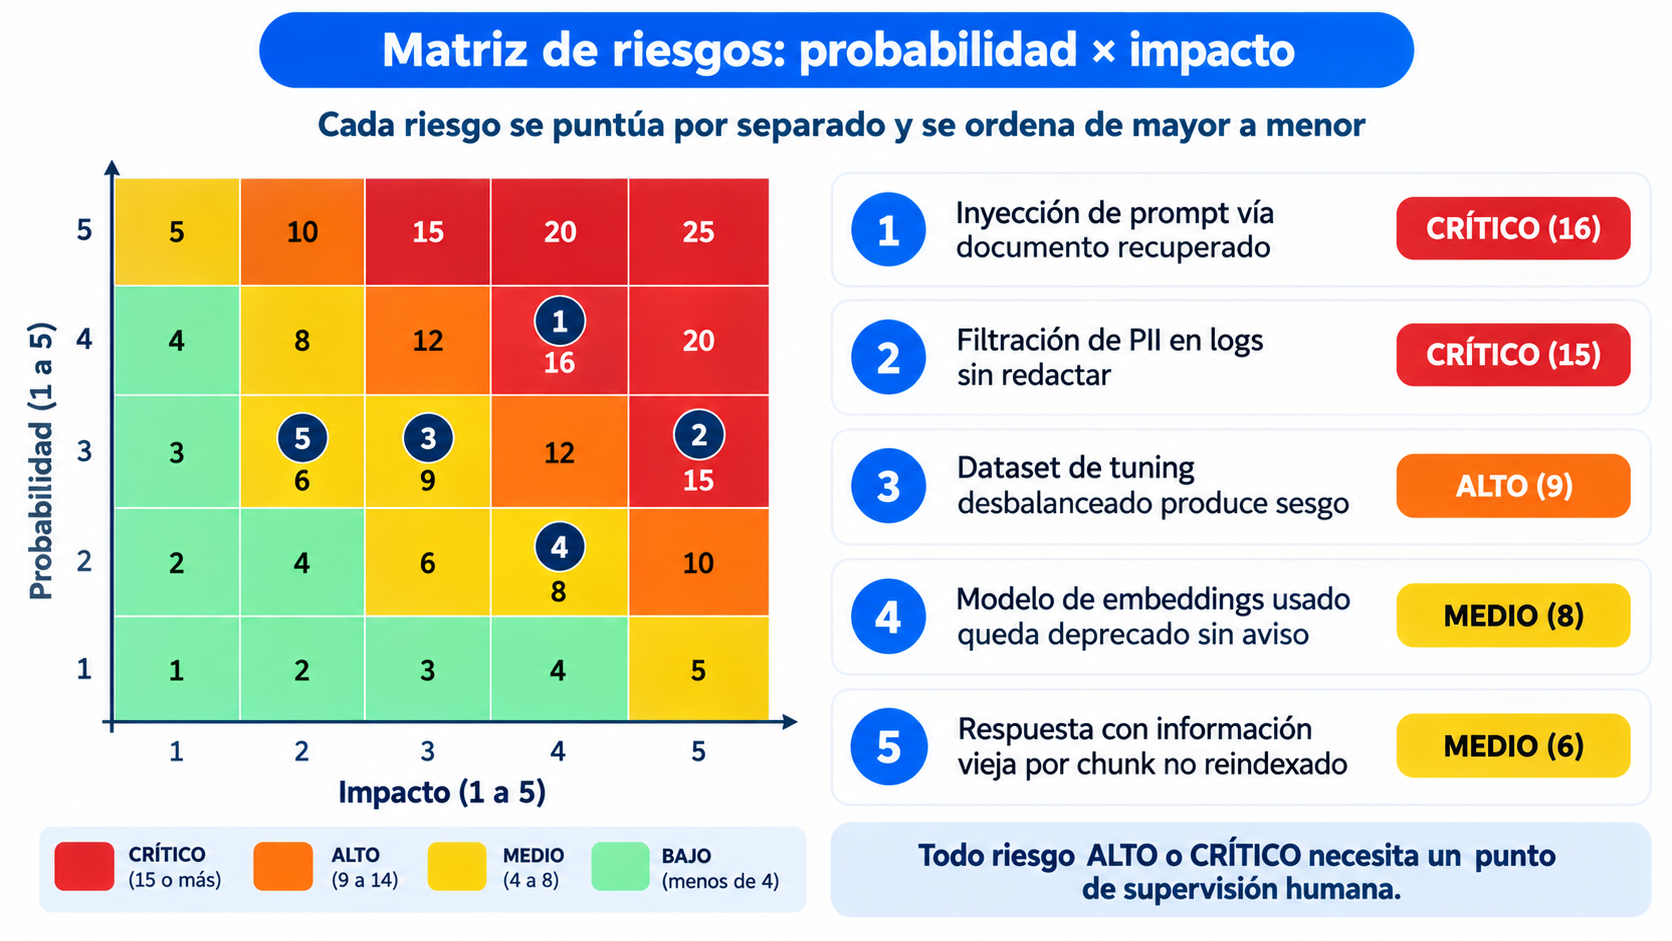 Matriz de riesgos: probabilidad × impacto
Cada riesgo se puntúa por separado y se ordena de mayor a menor
Probabilidad (1 a 5)
5
5
10
15
20
25
4
4
8
12
1
16
20
3
3
5
6
3
9
12
2
15
2
2
4
6
4
8
10
1
1
2
3
4
5
1
2
3
4
5
Impacto (1 a 5)
CRÍTICO
(15 o más)
ALTO
(9 a 14)
MEDIO
(4 a 8)
BAJO
(menos de 4)
1
Inyección de prompt vía
documento recuperado
CRÍTICO (16)
2
Filtración de PII en logs
sin redactar
CRÍTICO (15)
3
Dataset de tuning
desbalanceado produce sesgo
ALTO (9)
4
Modelo de embeddings usado
queda deprecado sin aviso
MEDIO (8)
5
Respuesta con información
vieja por chunk no reindexado
MEDIO (6)
Todo riesgo ALTO o CRÍTICO necesita un punto
de supervisión humana.